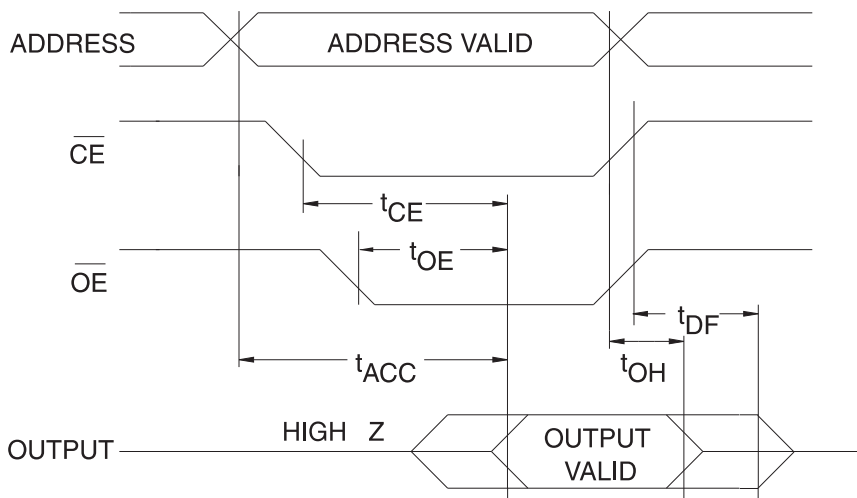 ADDRESS
ADDRESS VALID
CE
tCE
tOE
OE
tDF
tACC
tOH
HIGH Z
OUTPUT
OUTPUT
VALID